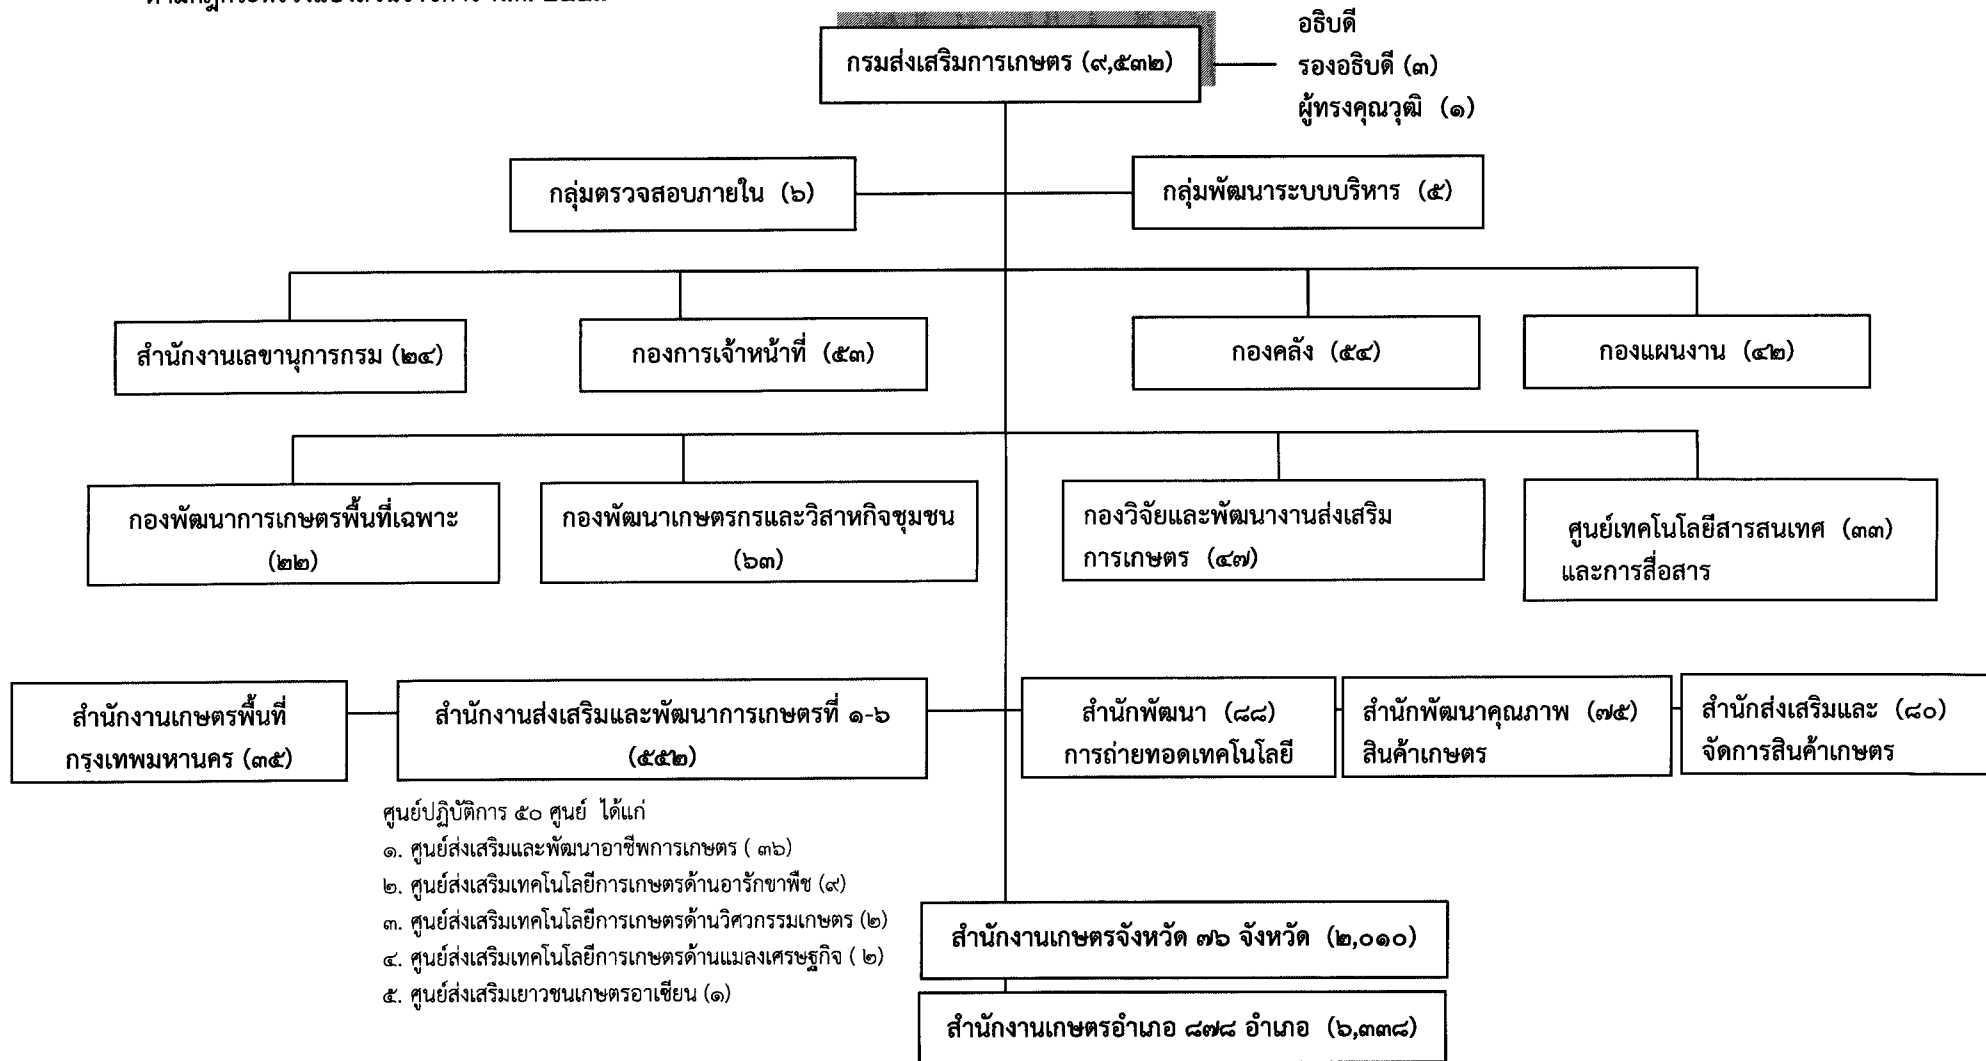 กรมส่งเสริมการเกษตร (๙,๕๓๒)
อธิบดี
รองอธิบดี (๓)
ผู้ทรงคุณวุฒิ (๑)
กลุ่มตรวจสอบภายใน (๖)
กลุ่มพัฒนาระบบบริหาร (๕)
สำนักงานเลขานุการกรม (๒๔)
กองการเจ้าหน้าที่ (๕๓)
กองคลัง (๕๔)
กองแผนงาน (๔๒)
กองพัฒนาการเกษตรพื้นที่เฉพาะ
(๒๒)
กองพัฒนาเกษตรกรและวิสาหกิจชุมชน
(๖๓)
กองวิจัยและพัฒนางานส่งเสริม
การเกษตร (๔๗)
ศูนย์เทคโนโลยีสารสนเทศ (๓๓)
และการสื่อสาร
สำนักงานเกษตรพื้นที่
กรุงเทพมหานคร (๓๕)
สำนักงานส่งเสริมและพัฒนาการเกษตรที่ ๑-๖
(๕๕๒)
สำนักพัฒนา (๘๘)
การถ่ายทอดเทคโนโลยี
สำนักพัฒนาคุณภาพ (๗๕)
สินค้าเกษตร
สำนักส่งเสริมและ (๘๐)
จัดการสินค้าเกษตร
ศูนย์ปฏิบัติการ ๕๐ ศูนย์ ได้แก่
๑. ศูนย์ส่งเสริมและพัฒนาอาชีพการเกษตร ( ๓๖)
๒. ศูนย์ส่งเสริมเทคโนโลยีการเกษตรด้านอารักขาพืช (๙)
๓. ศูนย์ส่งเสริมเทคโนโลยีการเกษตรด้านวิศวกรรมเกษตร (๒)
๔. ศูนย์ส่งเสริมเทคโนโลยีการเกษตรด้านแมลงเศรษฐกิจ ( ๒)
๕. ศูนย์ส่งเสริมเยาวชนเกษตรอาเซียน (๑)
สำนักงานเกษตรจังหวัด ๗๖ จังหวัด (๒,๐๑๐)
สำนักงานเกษตรอำเภอ ๘๗๘ อำเภอ (๖,๓๓๘)